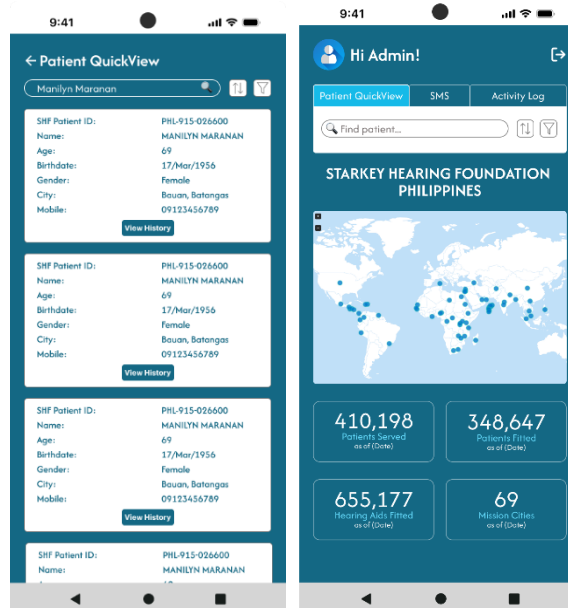 9:41
Patient QuickView
Manilyn Maranan
SHF Patient ID: PHL-915-026600
Name: MANILYN MARANAN
Age: 69
Birthdate: 17/Mar/1956
Gender: Female
City: Bauan, Batangas
Mobile: 09123456789
View History
SHF Patient ID: PHL-915-026600
Name: MANILYN MARANAN
Age: 69
Birthdate: 17/Mar/1956
Gender: Female
City: Bauan, Batangas
Mobile: 09123456789
View History
SHF Patient ID: PHL-915-026600
Name: MANILYN MARANAN
Age: 69
Birthdate: 17/Mar/1956
Gender: Female
City: Bauan, Batangas
Mobile: 09123456789
View History
SHF Patient ID: PHL-915-026600
Name: MANILYN MARANAN
9:41
Hi Admin!
Patient QuickView SMS Activity Log
Find patient...
STARKEY HEARING FOUNDATION
PHILIPPINES
410,198
Patients Served
as of (Date)
348,647
Patients Fitted
as of (Date)
655,177
Hearing Aids Fitted
as of (Date)
69
Mission Cities
as of (Date)